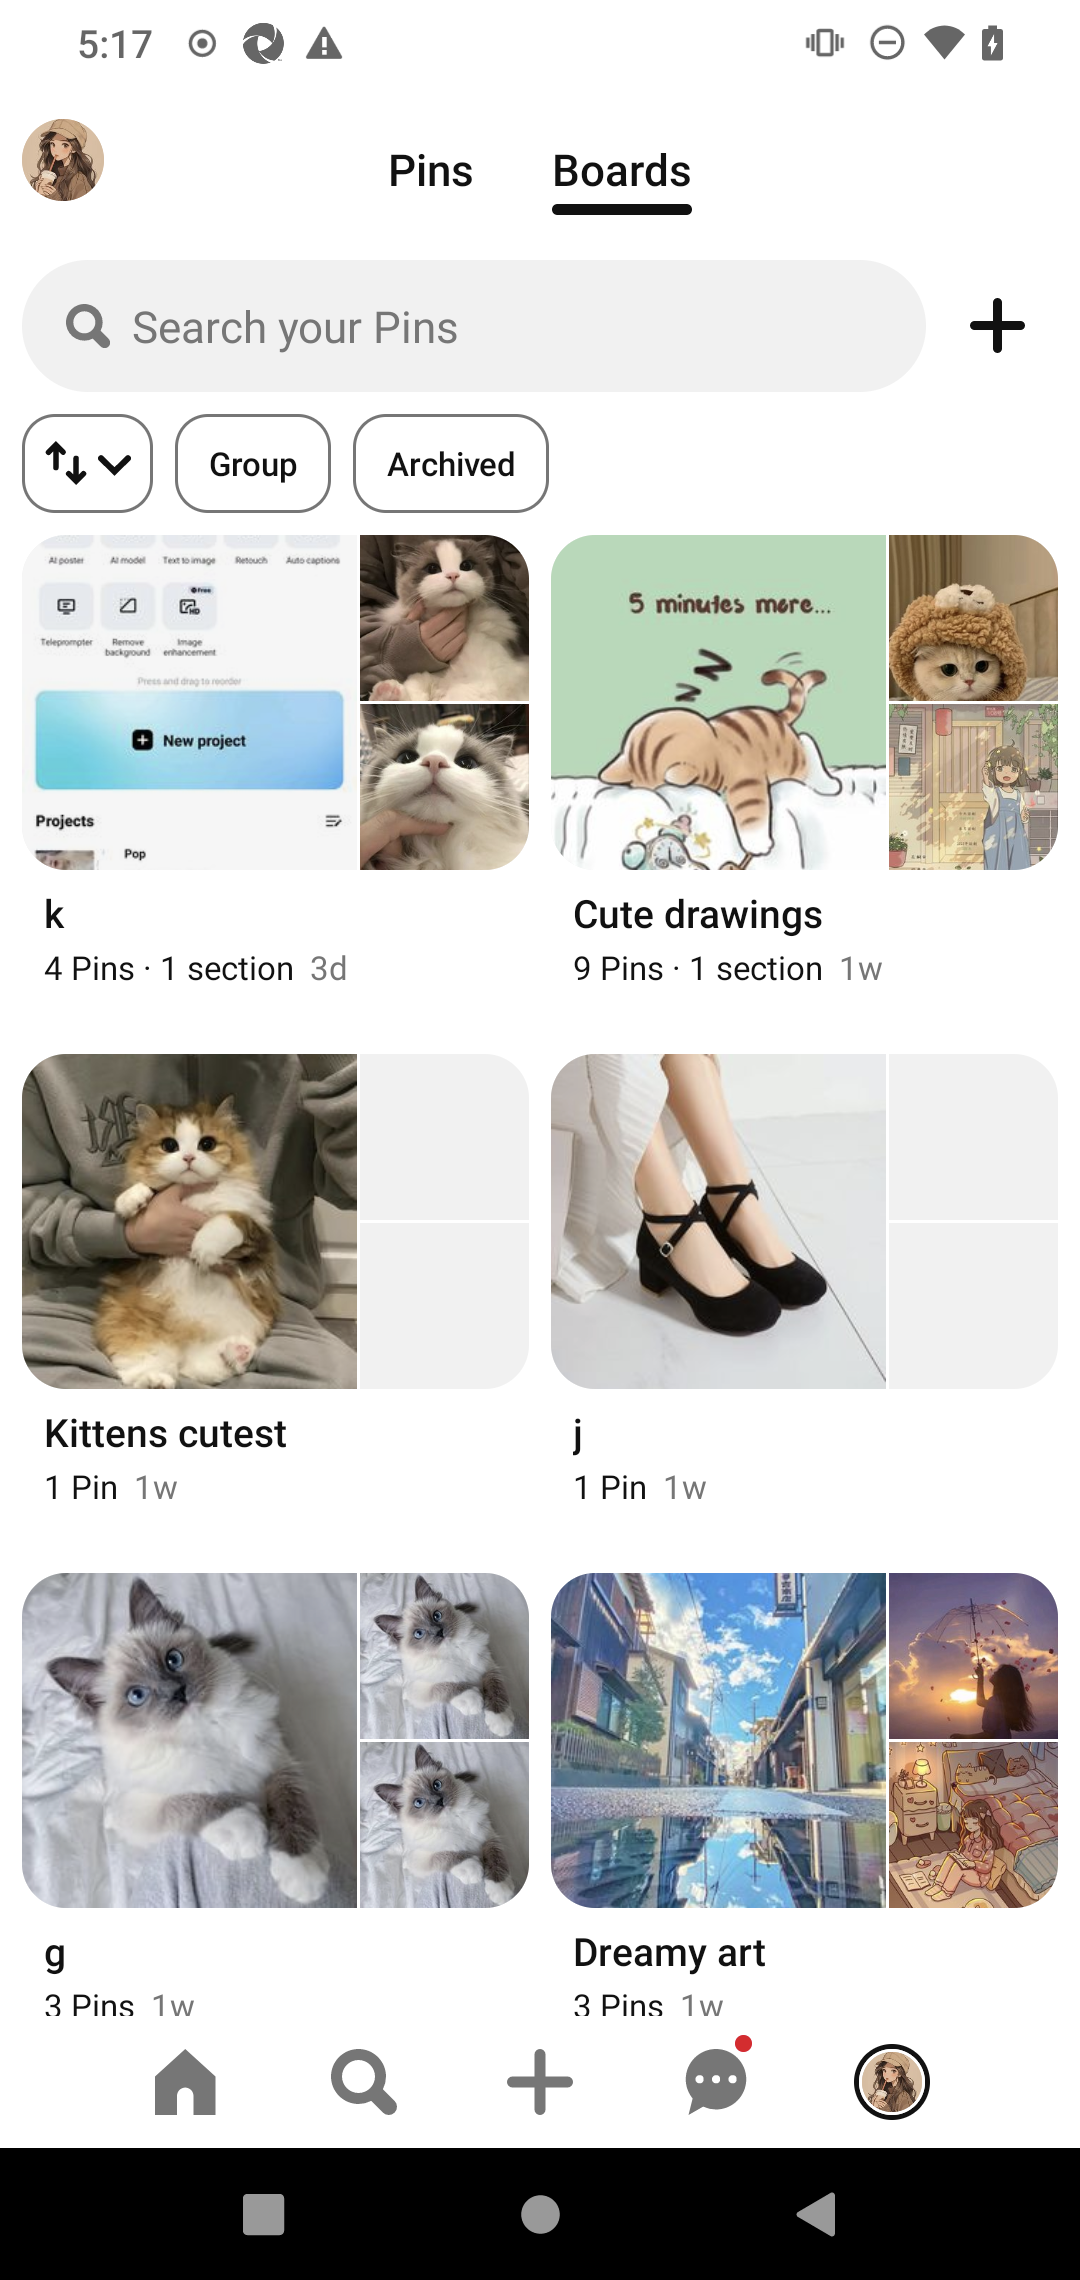 5:17
Pins
Boards
Search your Pins
Group
Archived
AI poster
AI model
Text to image
Retouch
Auto captions
Free
HD
Teleprompter
Remove background
Image enhancement
Press and drag to reorder
New project
Projects
Pop
5 minutes more...
Z
Z
k
4 Pins · 1 section 3d
Cute drawings
9 Pins · 1 section 1w
Kittens cutest
1 Pin 1w
j
1 Pin 1w
g
3 Pins 1w
Dreamy art
3 Pins 1w